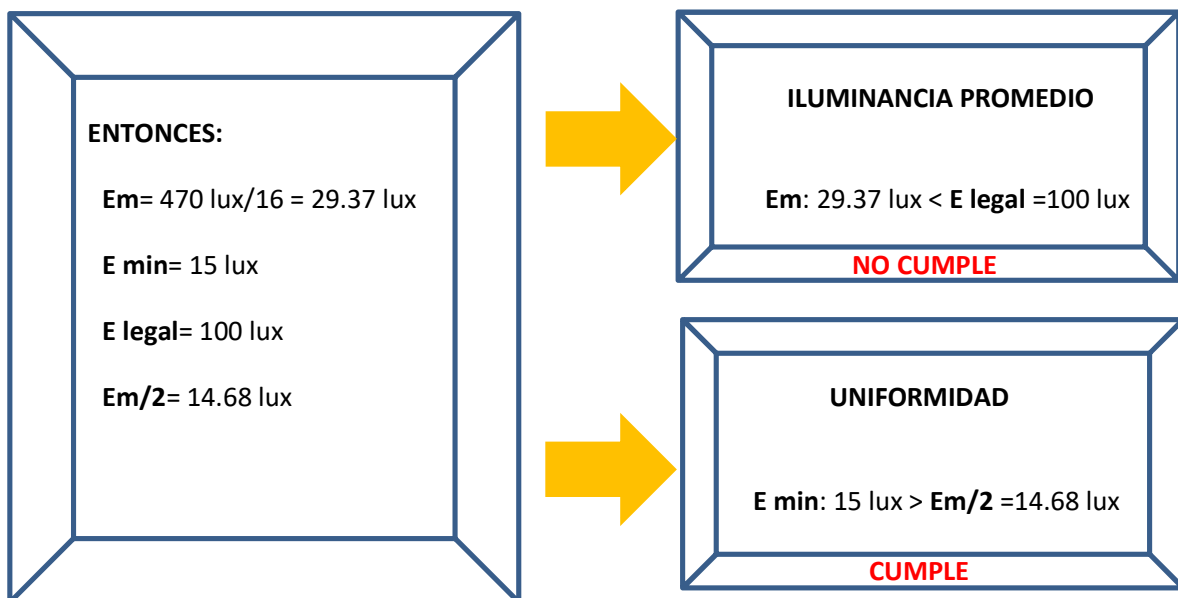 ENTONCES:
Em= 470 lux/16 = 29.37 lux
E min= 15 lux
E legal= 100 lux
Em/2= 14.68 lux
ILUMINANCIA PROMEDIO
Em: 29.37 lux < E legal =100 lux
NO CUMPLE
UNIFORMIDAD
E min: 15 lux > Em/2 =14.68 lux
CUMPLE